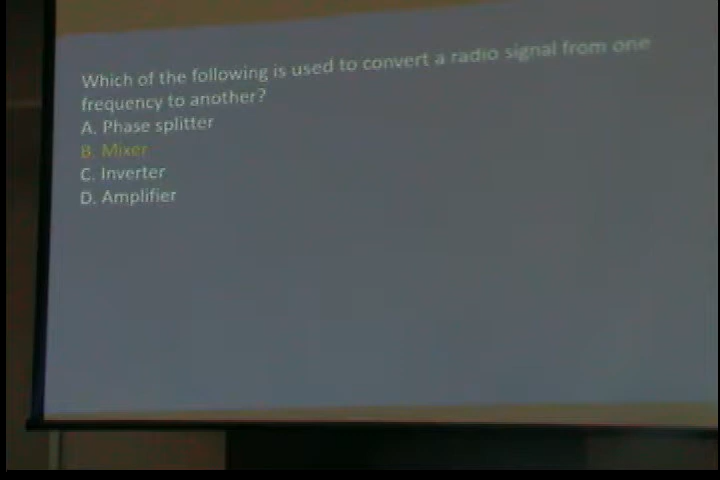 Which of the following is used to convert a radio signal from one
frequency to another?
A. Phase splitter
B. Mixer
C. Inverter
D. Amplifier